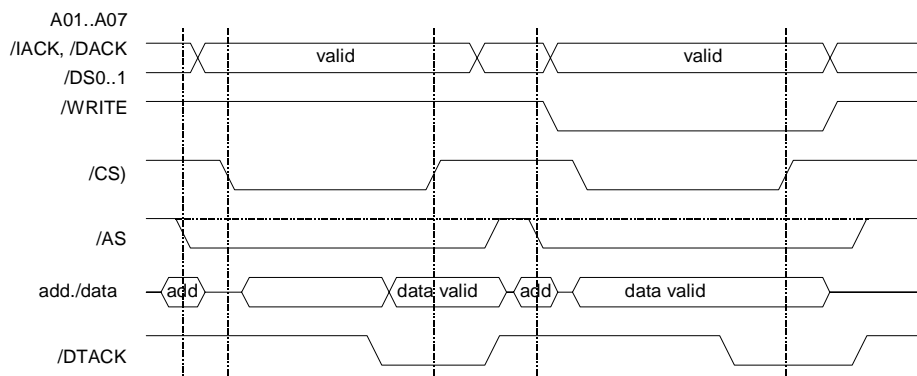 A01..A07
/IACK, /DACK valid valid
/DS0..1
/WRITE
/CS)
/AS
add./data add data valid add data valid
/DTACK